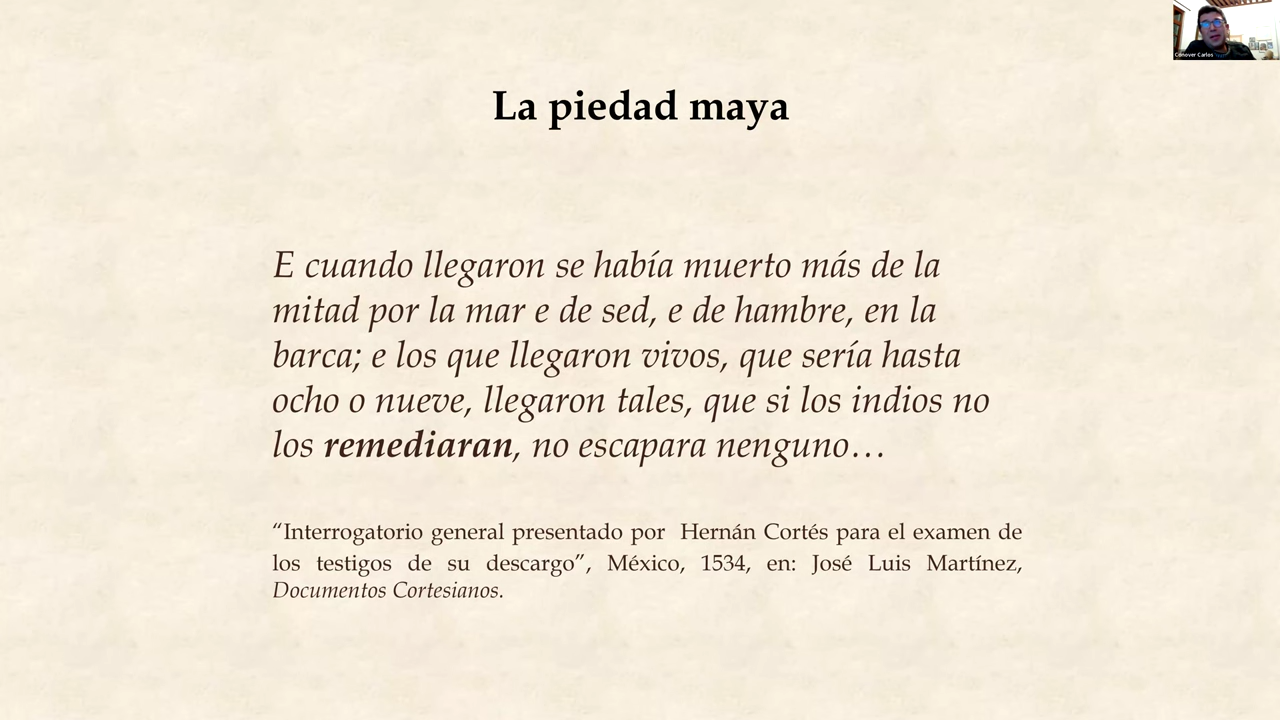 Conover Carlos
La piedad maya
E cuando llegaron se había muerto más de la
mitad por la mar e de sed, e de hambre, en la
barca; e los que llegaron vivos, que sería hasta
ocho o nueve, llegaron tales, que si los indios no
los remediaran, no escapara nenguno…
“Interrogatorio general presentado por Hernán Cortés para el examen de
los testigos de su descargo”, México, 1534, en: José Luis Martínez,
Documentos Cortesianos.